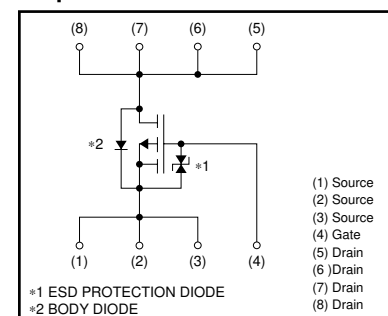 (8) (7) (6) (5)
∗2
∗1
(1) (2) (3) (4)
(1) Source
(2) Source
(3) Source
(4) Gate
(5) Drain
(6 )Drain
(7) Drain
(8) Drain
∗1 ESD PROTECTION DIODE
∗2 BODY DIODE